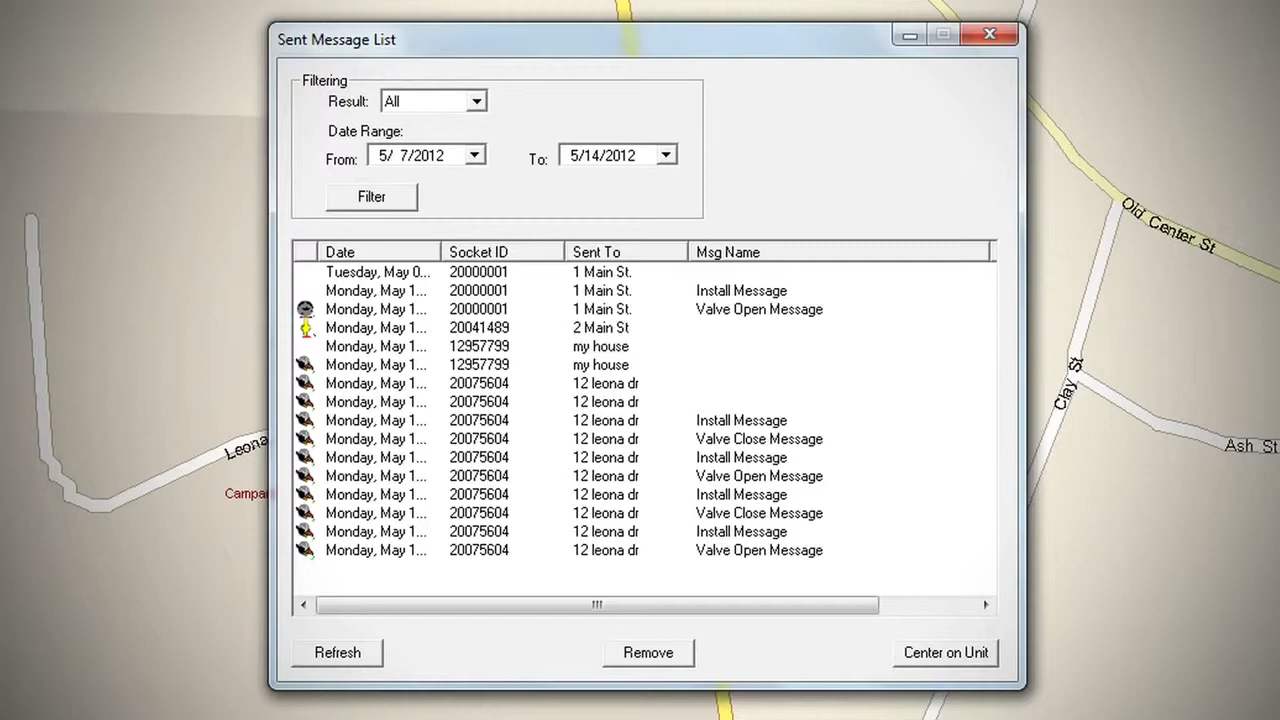 Sent Message List
Filtering
Result: All
Date Range:
From: 5/ 7/2012 To: 5/14/2012
Filter
Date Socket ID Sent To Msg Name
Tuesday, May 0... 20000001 1 Main St.
Monday, May 1... 20000001 1 Main St. Install Message
Monday, May 1... 20000001 1 Main St. Valve Open Message
Monday, May 1... 20041489 2 Main St
Monday, May 1... 12957799 my house
Monday, May 1... 12957799 my house
Monday, May 1... 20075604 12 leona dr
Monday, May 1... 20075604 12 leona dr
Monday, May 1... 20075604 12 leona dr Install Message
Monday, May 1... 20075604 12 leona dr Valve Close Message
Monday, May 1... 20075604 12 leona dr Install Message
Monday, May 1... 20075604 12 leona dr Valve Open Message
Monday, May 1... 20075604 12 leona dr Install Message
Monday, May 1... 20075604 12 leona dr Valve Close Message
Monday, May 1... 20075604 12 leona dr Install Message
Monday, May 1... 20075604 12 leona dr Valve Open Message
Refresh Remove Center on Unit
Old Center St
Clay St
Ash St
Leona
Campa